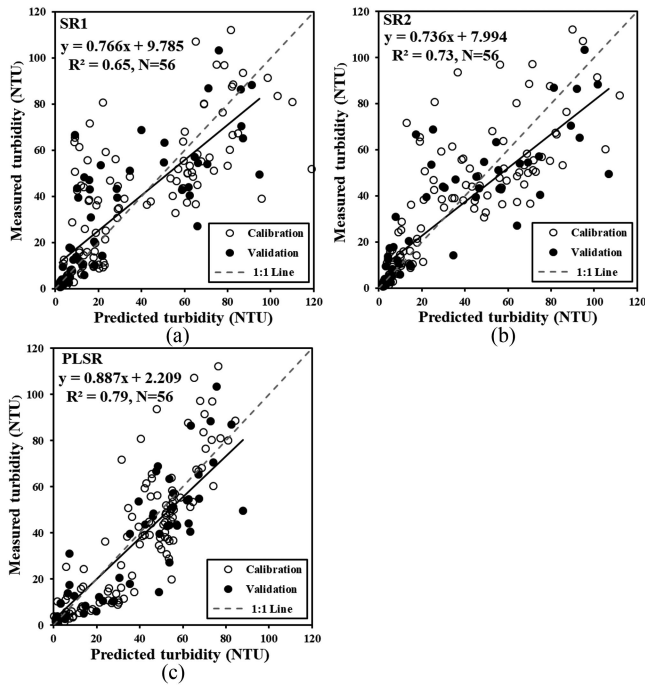 SR1
y = 0.766x + 9.785
R² = 0.65, N=56
Measured turbidity (NTU)
120
100
80
60
40
20
0
Calibration
Validation
1:1 Line
0 20 40 60 80 100 120
Predicted turbidity (NTU)
(a)
SR2
y = 0.736x + 7.994
R² = 0.73, N=56
Measured turbidity (NTU)
120
100
80
60
40
20
0
Calibration
Validation
1:1 Line
0 20 40 60 80 100 120
Predicted turbidity (NTU)
(b)
PLSR
y = 0.887x + 2.209
R² = 0.79, N=56
Measured turbidity (NTU)
120
100
80
60
40
20
0
Calibration
Validation
1:1 Line
0 20 40 60 80 100 120
Predicted turbidity (NTU)
(c)